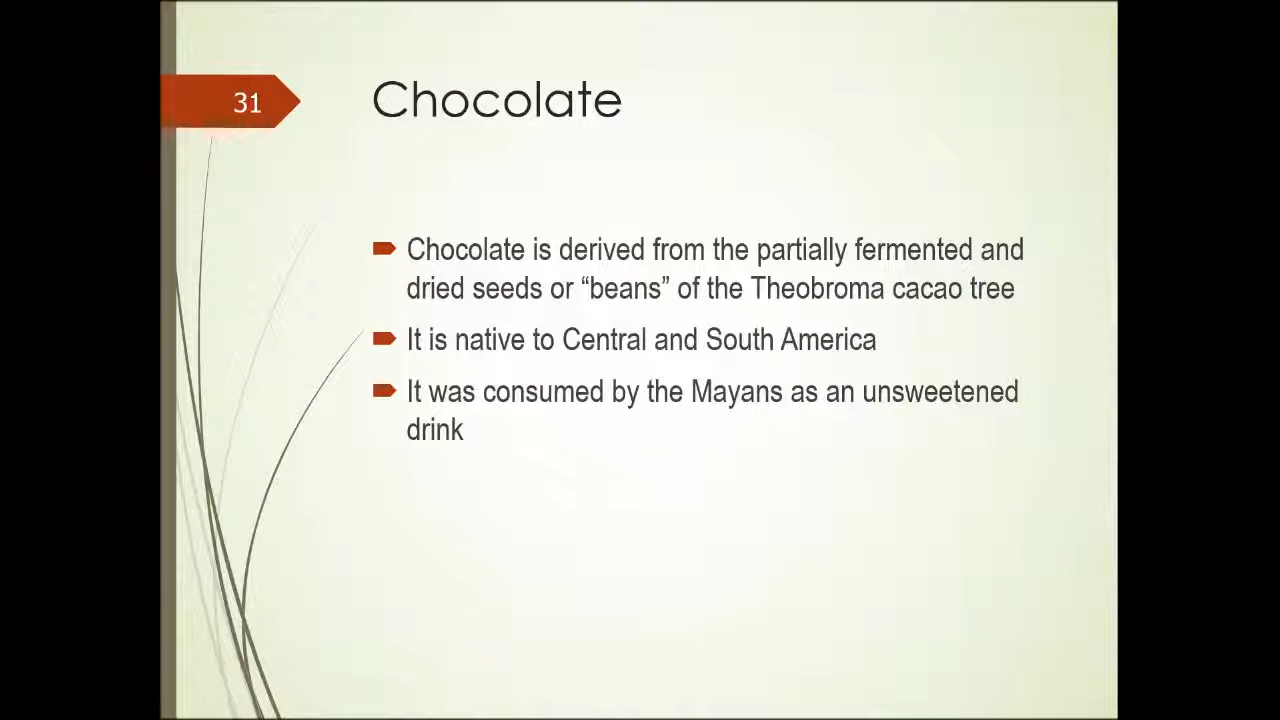 31
Chocolate
Chocolate is derived from the partially fermented and
dried seeds or “beans” of the Theobroma cacao tree
It is native to Central and South America
It was consumed by the Mayans as an unsweetened
drink